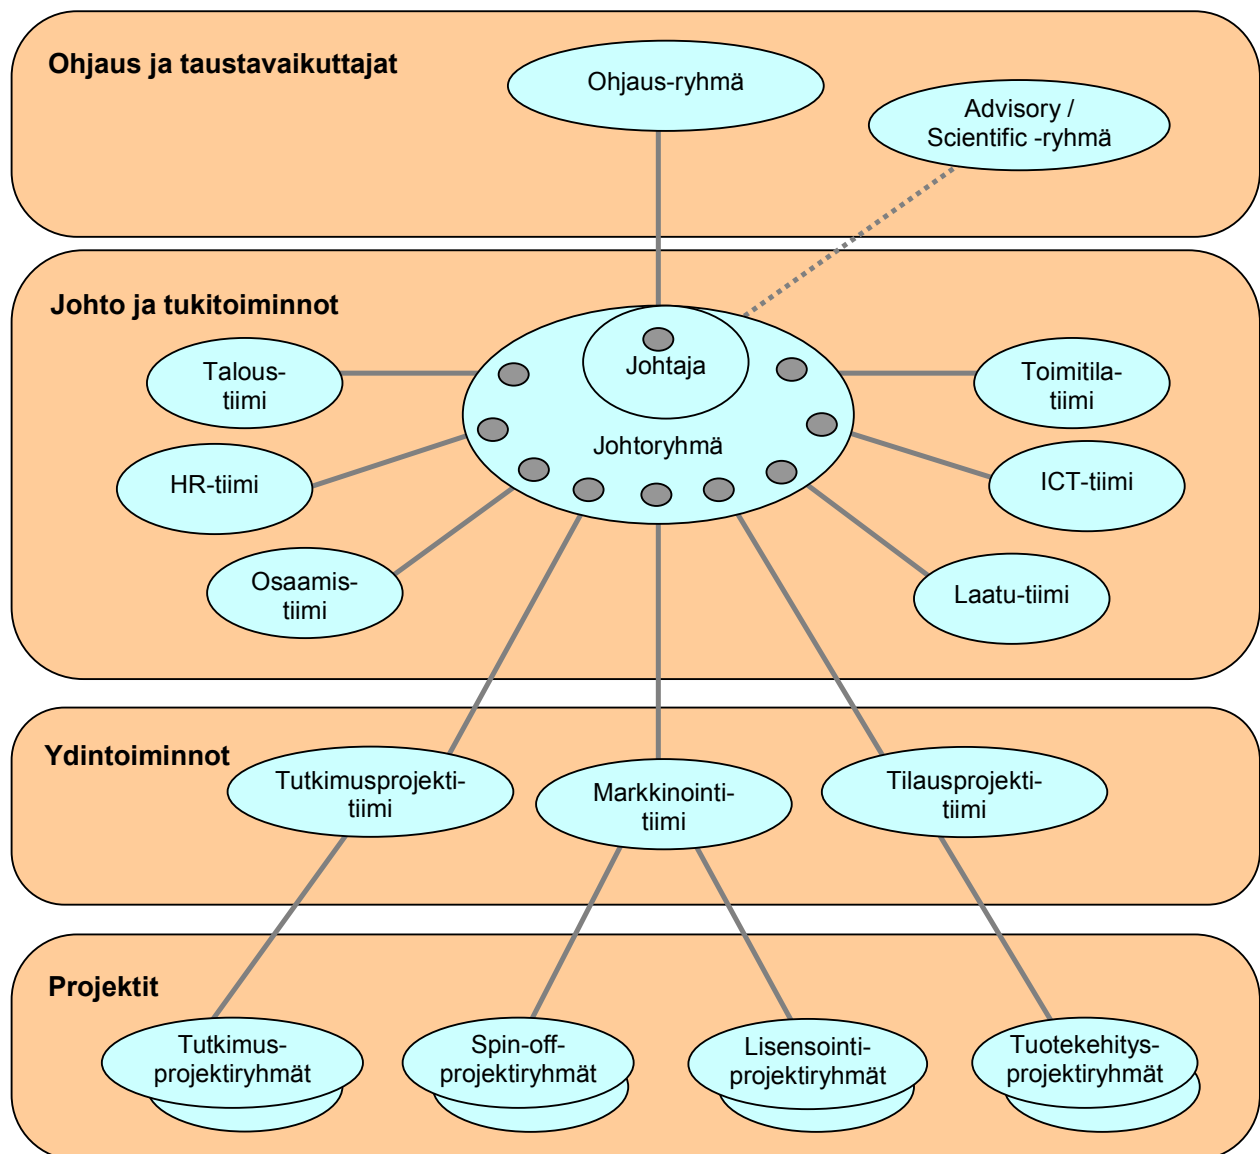 Ohjaus ja taustavaikuttajat
Ohjaus-ryhmä
Advisory /
Scientific -ryhmä
Johto ja tukitoiminnot
Johtaja
Johtoryhmä
Talous-
tiimi
Toimitila-
tiimi
HR-tiimi
ICT-tiimi
Osaamis-
tiimi
Laatu-tiimi
Ydintoiminnot
Tutkimusprojekti-
tiimi
Markkinointi-
tiimi
Tilausprojekti-
tiimi
Projektit
Tutkimus-
projektiryhmät
Spin-off-
projektiryhmät
Lisensointi-
projektiryhmät
Tuotekehitys-
projektiryhmät